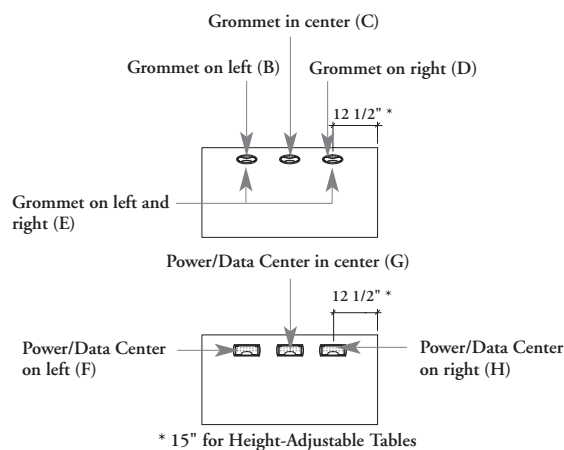 Grommet in center (C)
Grommet on left (B)
Grommet on right (D)
12 1/2" *
Grommet on left and
right (E)
Power/Data Center in center (G)
12 1/2" *
Power/Data Center
on left (F)
Power/Data Center
on right (H)
* 15" for Height-Adjustable Tables